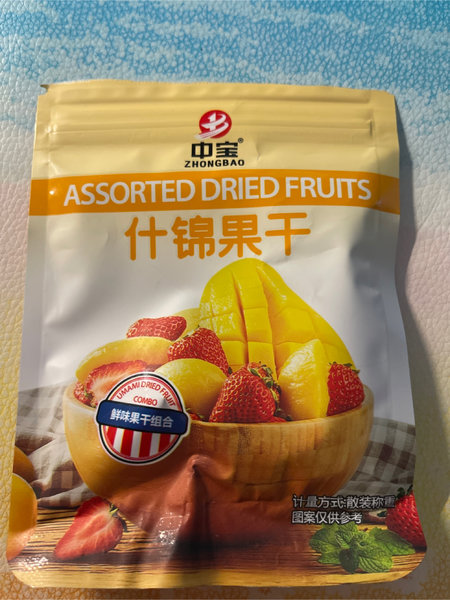 中宝®
ZHONGBAO
ASSORTED DRIED FRUITS
什锦果干
UMAMI DRIED FRUIT
COMBO
鲜味果干组合
计量方式:散装称重
图案仅供参考